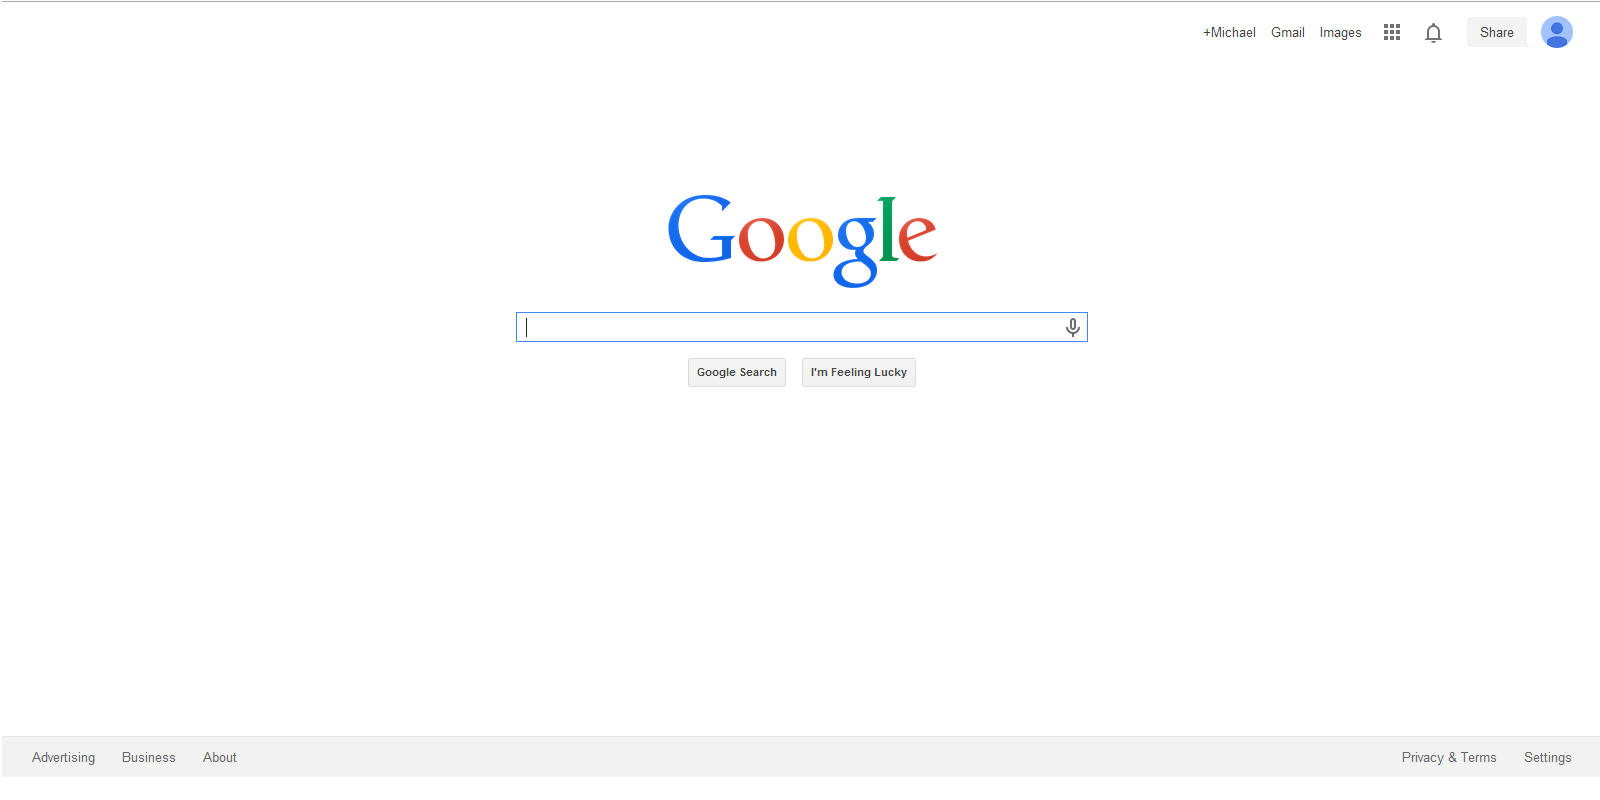 +Michael Gmail Images Share
Google
Google Search I'm Feeling Lucky
Advertising Business About Privacy & Terms Settings